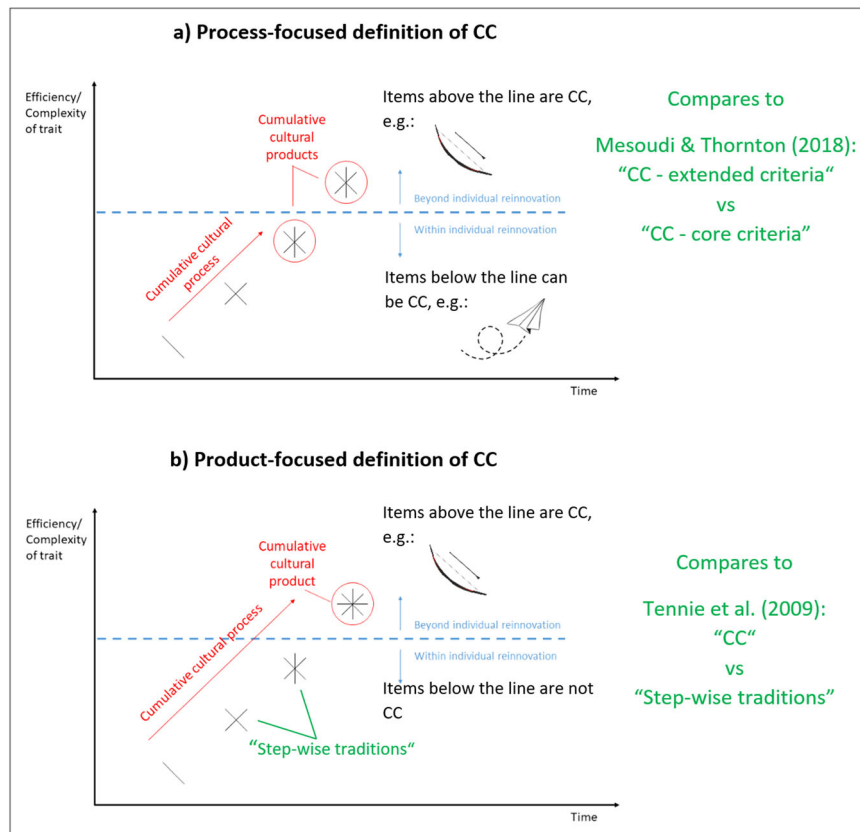 a) Process-focused definition of CC
Efficiency/
Complexity
of trait
Cumulative
cultural
products
Items above the line are CC,
e.g.:
Beyond individual reinnovation
Within individual reinnovation
Cumulative cultural
process
Items below the line can
be CC, e.g.:
Time
Compares to
Mesoudi & Thornton (2018):
“CC - extended criteria“
vs
“CC - core criteria”
b) Product-focused definition of CC
Efficiency/
Complexity
of trait
Cumulative
cultural
product
Items above the line are CC,
e.g.:
Beyond individual reinnovation
Within individual reinnovation
Cumulative cultural process
Items below the line are not
CC
“Step-wise traditions“
Time
Compares to
Tennie et al. (2009):
“CC“
vs
“Step-wise traditions”